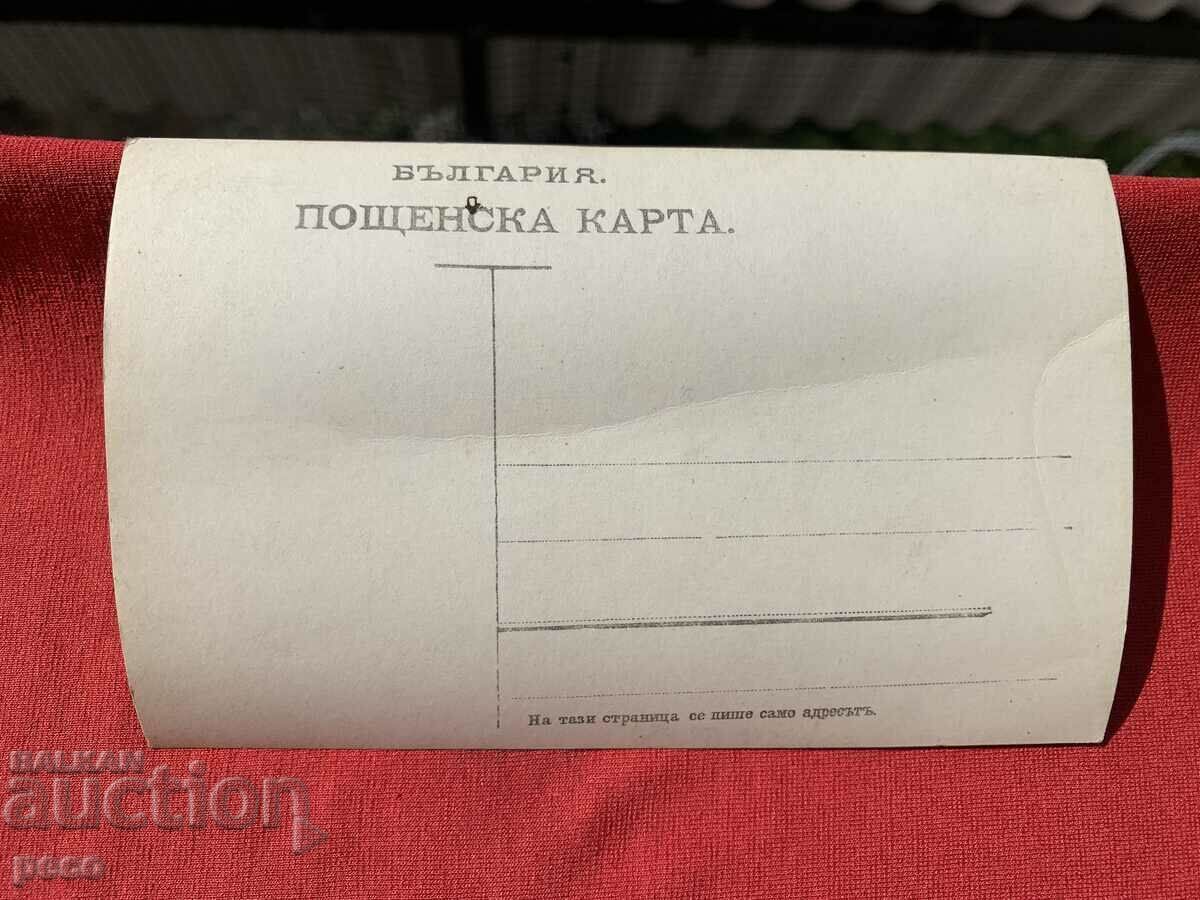 БЪЛГАРИЯ.
ПОЩЕНСКА КАРТА.
На тази страница се пише само адресътъ.
BALKAN
auction
peco